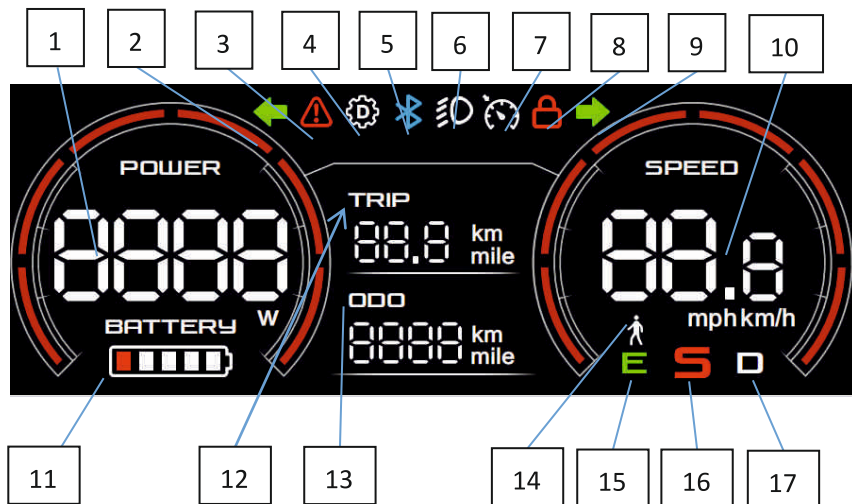 1 2 3 4 5 6 7 8 9 10
D
POWER
SPEED
TRIP
8888
88.8
km
mile
88.8
W
BATTERY
ODO
8888
km
mile
mph km/h
E S D
11 12 13 14 15 16 17